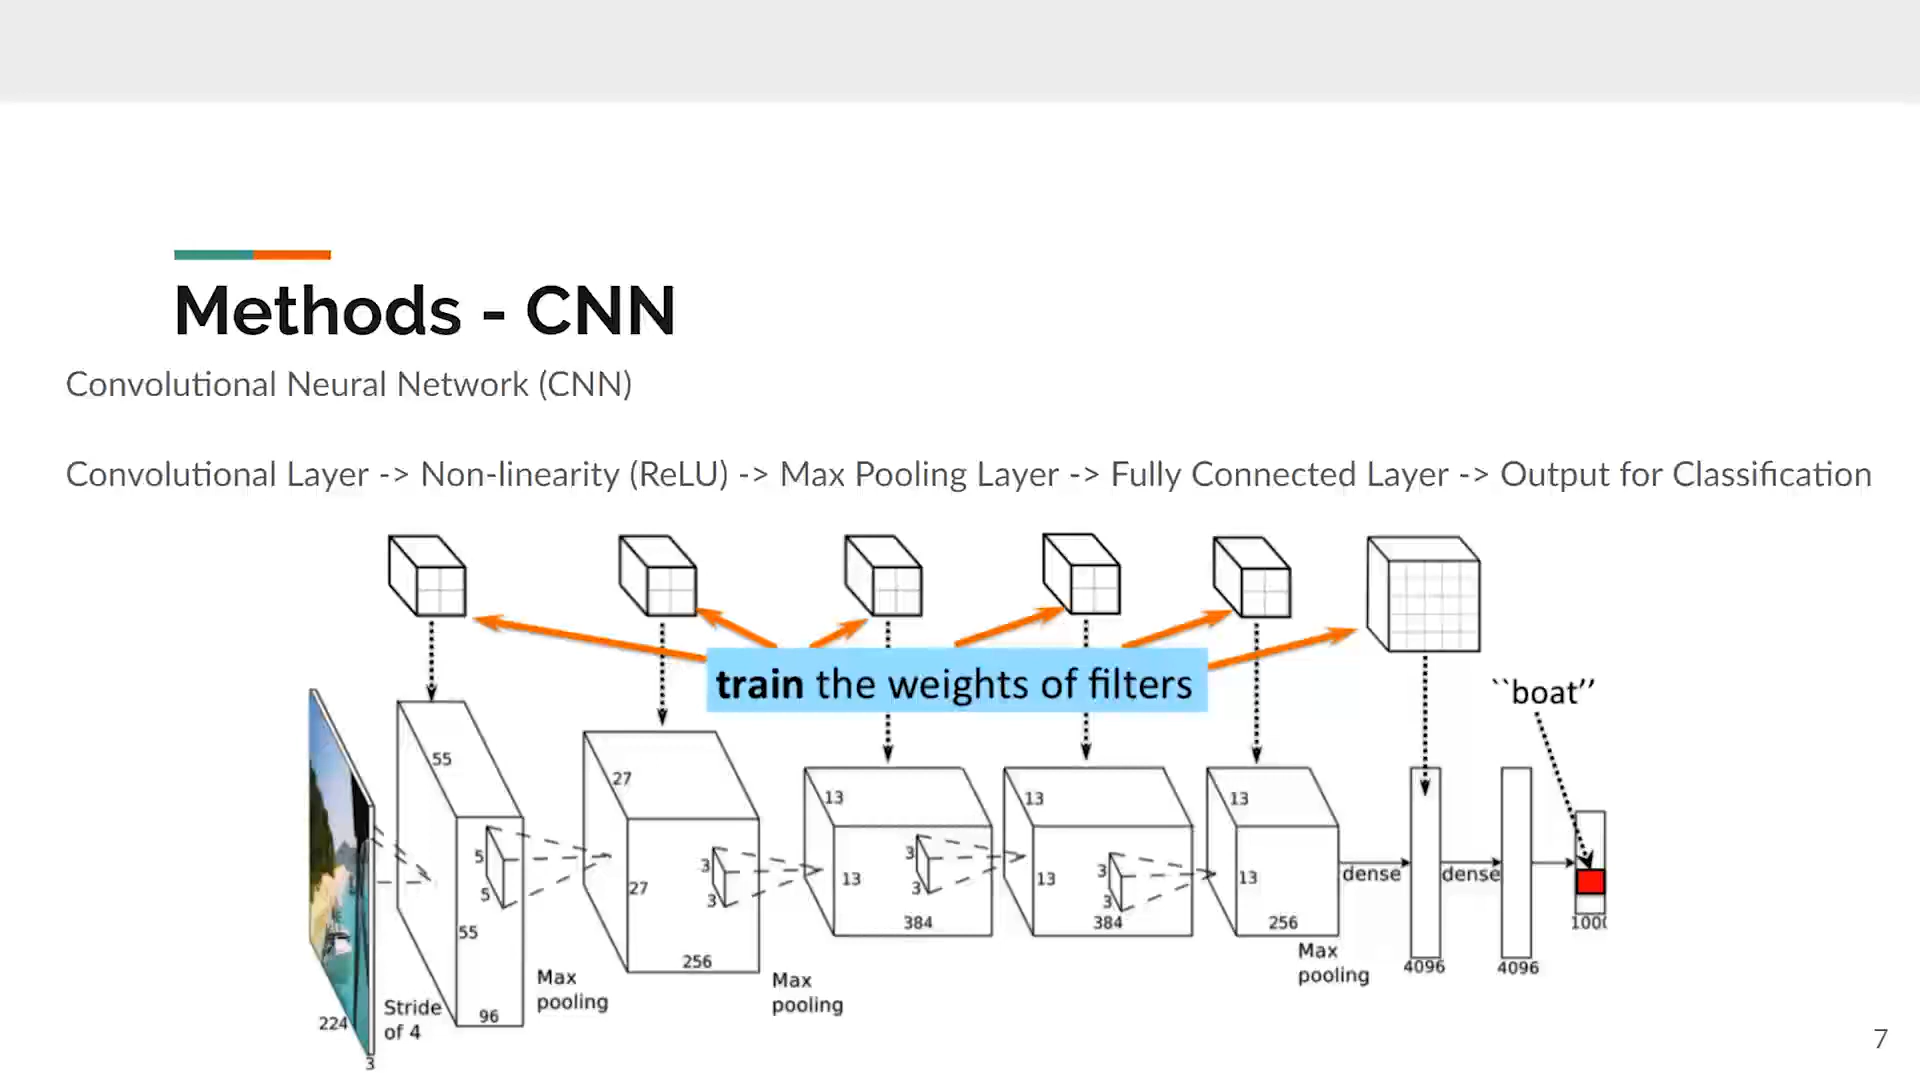 Methods - CNN
Convolutional Neural Network (CNN)
Convolutional Layer -> Non-linearity (ReLU) -> Max Pooling Layer -> Fully Connected Layer -> Output for Classification
train the weights of filters
``boat’’
55
27
13
13
13
5
5
3
3
3
3
3
3
55
27
13
13
13
dense
dense
384
384
256
256
96
1000
4096
4096
Max
pooling
Max
pooling
Max
pooling
Stride
of 4
224
3
7